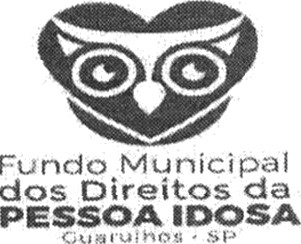 Fundo Municipal
dos Direitos da
PESSOA IDOSA
Guarulhos - SP